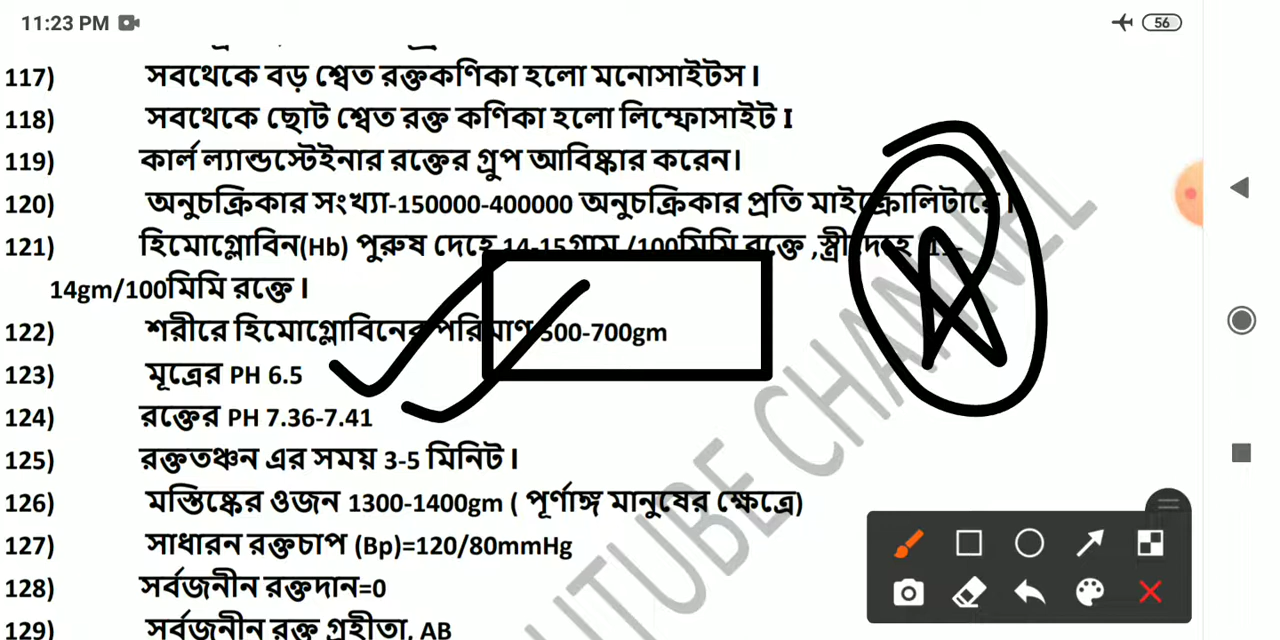 11:23 PM
56
117) সবথেকে বড় শ্বেত রক্তকণিকা হলো মনোসাইটস।
118) সবথেকে ছোট শ্বেত রক্ত কণিকা হলো লিম্ফোসাইট I
119) কার্ল ল্যান্ডস্টেইনার রক্তের গ্রুপ আবিষ্কার করেন।
120) অনুচক্রিকার সংখ্যা-150000-400000 অনুচক্রিকার প্রতি মাইক্রোলিটারে।
121) হিমোগ্লোবিন(Hb) পুরুষ দেহে 14-15গ্রাম /100মিমি রক্তে ,স্ত্রীদেহে
14gm/100মিমি রক্তে।
122) শরীরে হিমোগ্লোবিনের পরিমাণ 500-700gm
123) মূত্রের PH 6.5
124) রক্তের PH 7.36-7.41
125) রক্ততঞ্চন এর সময় 3-5 মিনিট।
126) মস্তিষ্কের ওজন 1300-1400gm ( পূর্ণাঙ্গ মানুষের ক্ষেত্রে)
127) সাধারন রক্তচাপ (Bp)=120/80mmHg
128) সর্বজনীন রক্তদান=0
129) সর্বজনীন রক্ত গ্রহীতা, AB
UTUBE CHANNEL